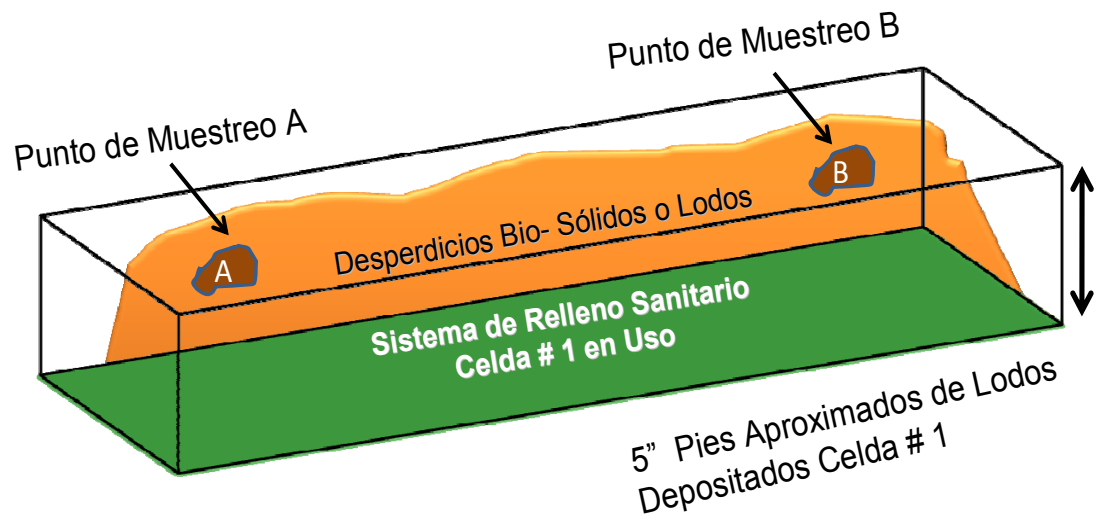 Punto de Muestreo B
Punto de Muestreo A
B
A
Desperdicios Bio- Sólidos o Lodos
Sistema de Relleno Sanitario
Celda # 1 en Uso
5” Pies Aproximados de Lodos
Depositados Celda # 1